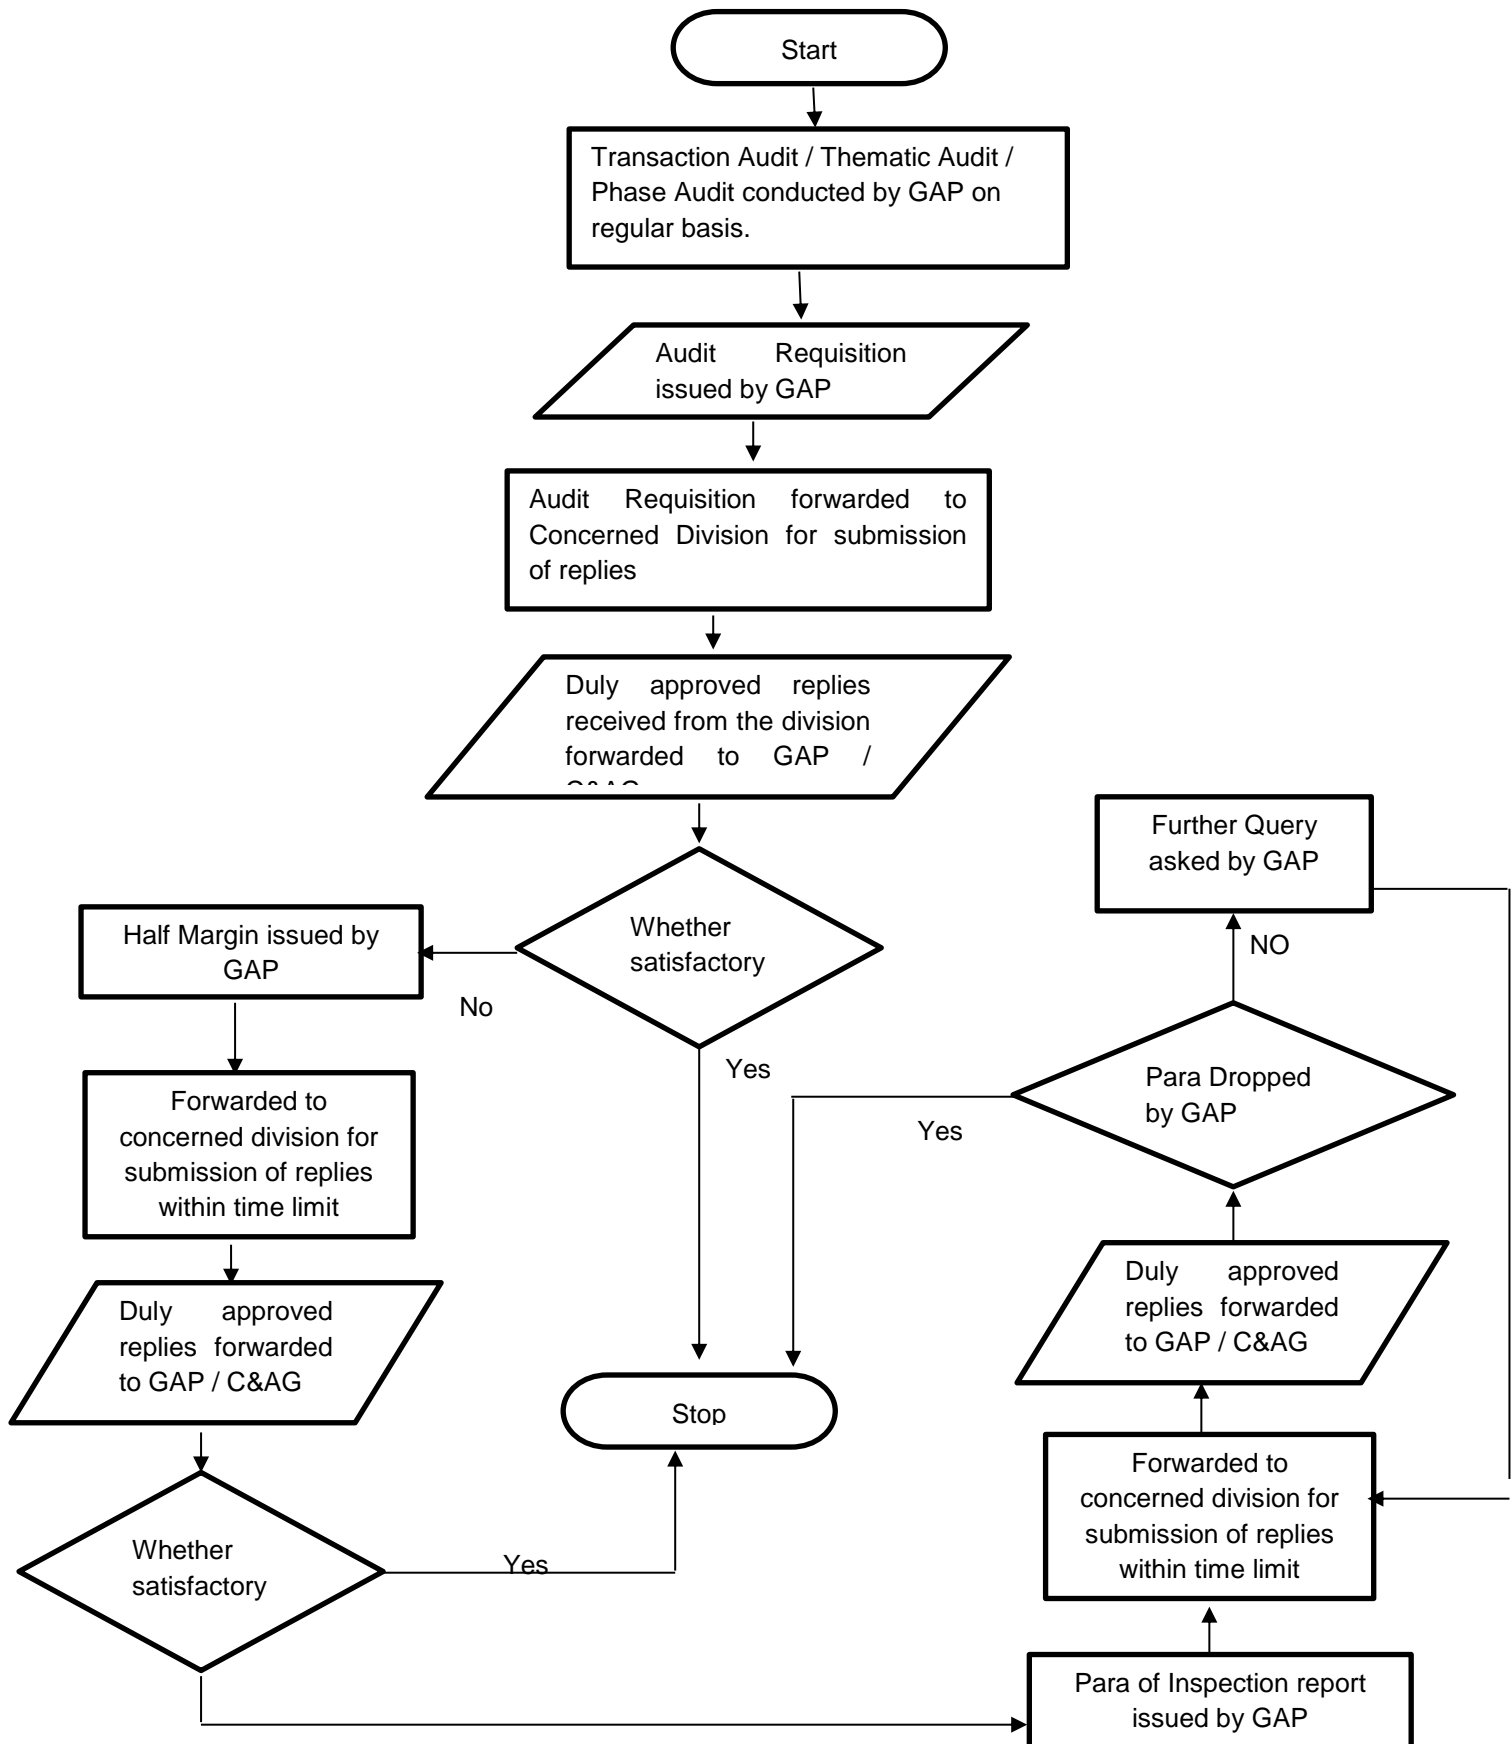 Start
Transaction Audit / Thematic Audit /
Phase Audit conducted by GAP on
regular basis.
Audit Requisition
issued by GAP
Audit Requisition forwarded to
Concerned Division for submission
of replies
Duly approved replies
received from the division
forwarded to GAP /
C&AG
Whether
satisfactory
No
Yes
Half Margin issued by
GAP
Forwarded to
concerned division for
submission of replies
within time limit
Duly approved
replies forwarded
to GAP / C&AG
Whether
satisfactory
Yes
Stop
Further Query
asked by GAP
NO
Para Dropped
by GAP
Yes
Duly approved
replies forwarded
to GAP / C&AG
Forwarded to
concerned division for
submission of replies
within time limit
Para of Inspection report
issued by GAP